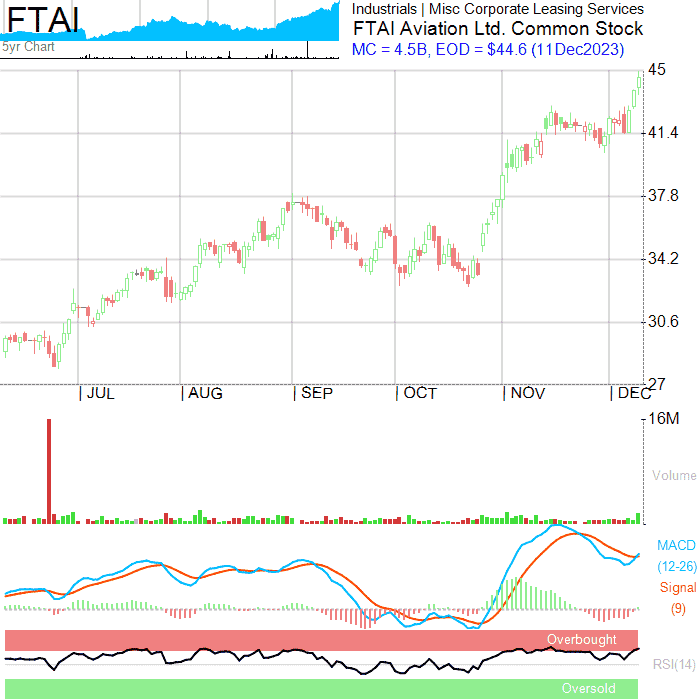 FTAI
5yr Chart
Industrials | Misc Corporate Leasing Services
FTAI Aviation Ltd. Common Stock
MC = 4.5B, EOD = $44.6 (11Dec2023)
45
41.4
37.8
34.2
30.6
27
| JUL
| AUG
| SEP
| OCT
| NOV
| DEC
16M
Volume
MACD
(12-26)
Signal
(9)
Overbought
RSI(14)
Oversold